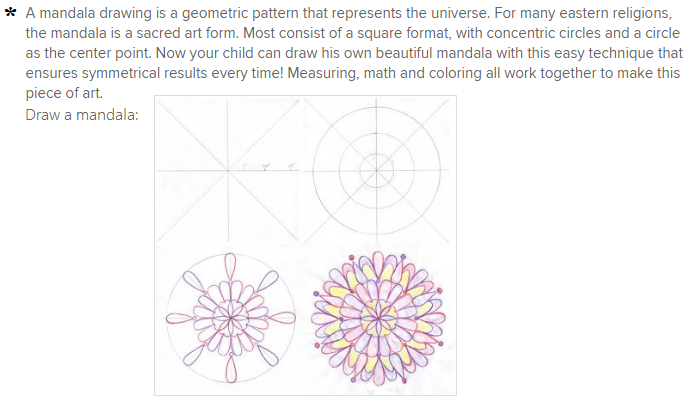 * A mandala drawing is a geometric pattern that represents the universe. For many eastern religions,
the mandala is a sacred art form. Most consist of a square format, with concentric circles and a circle
as the center point. Now your child can draw his own beautiful mandala with this easy technique that
ensures symmetrical results every time! Measuring, math and coloring all work together to make this
piece of art.
Draw a mandala: